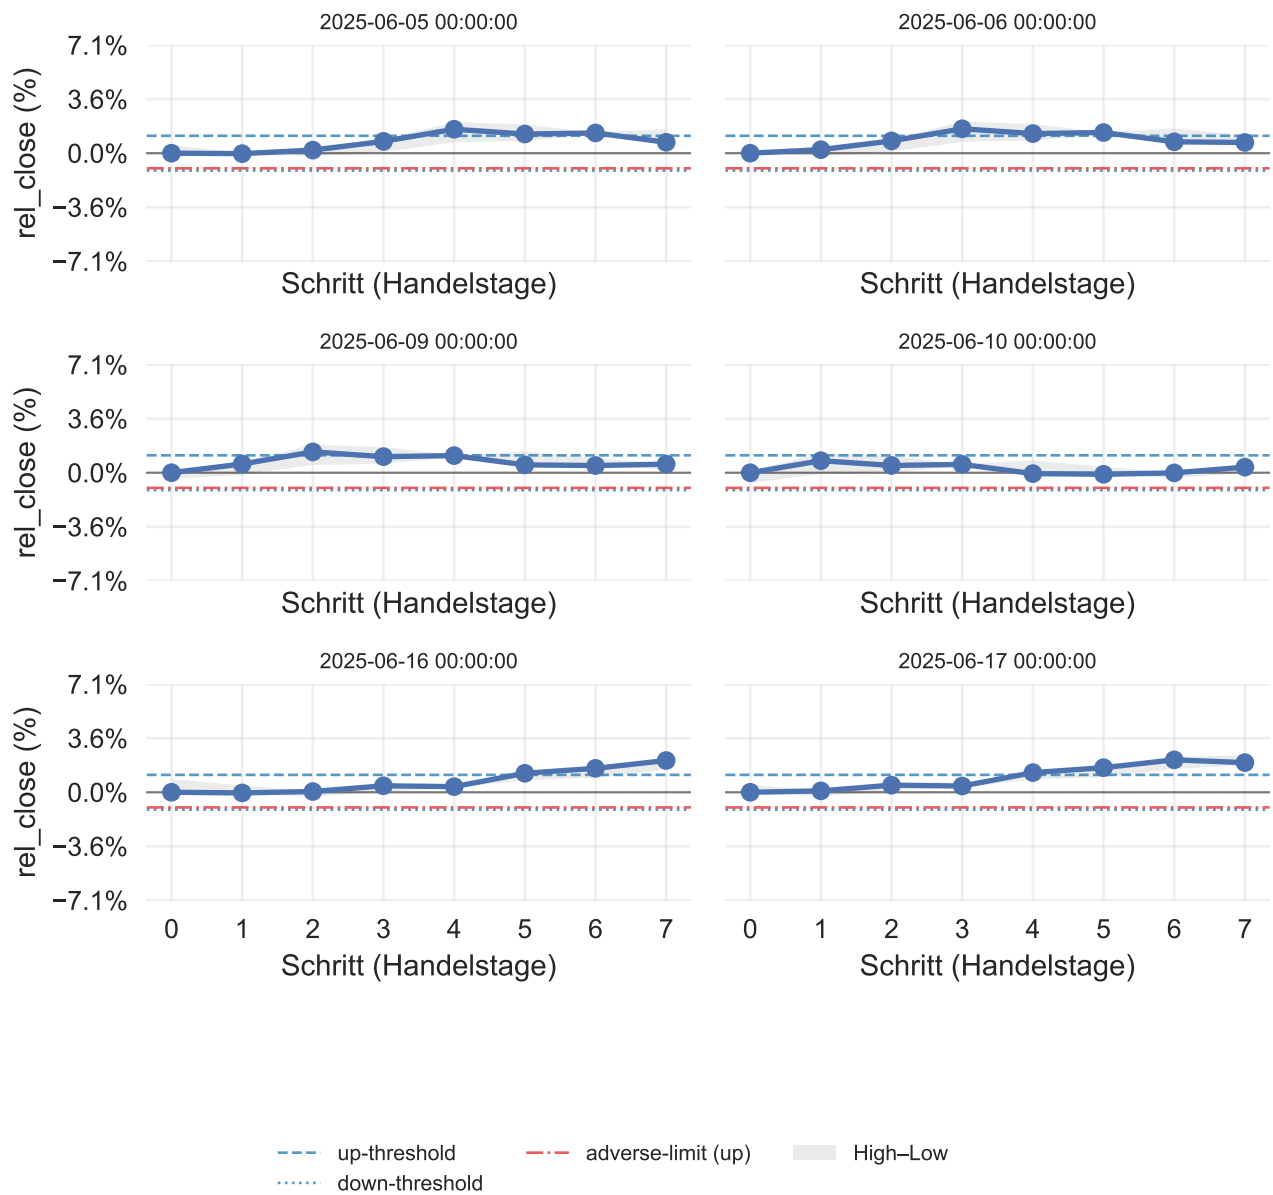 2025-06-05 00:00:00
2025-06-06 00:00:00
7.1%
3.6%
0.0%
−3.6%
−7.1%
rel_close (%)
Schritt (Handelstage)
Schritt (Handelstage)
2025-06-09 00:00:00
2025-06-10 00:00:00
7.1%
3.6%
0.0%
−3.6%
−7.1%
rel_close (%)
Schritt (Handelstage)
Schritt (Handelstage)
2025-06-16 00:00:00
2025-06-17 00:00:00
7.1%
3.6%
0.0%
−3.6%
−7.1%
rel_close (%)
0 1 2 3 4 5 6 7
0 1 2 3 4 5 6 7
Schritt (Handelstage)
Schritt (Handelstage)
up-threshold
down-threshold
adverse-limit (up)
High–Low